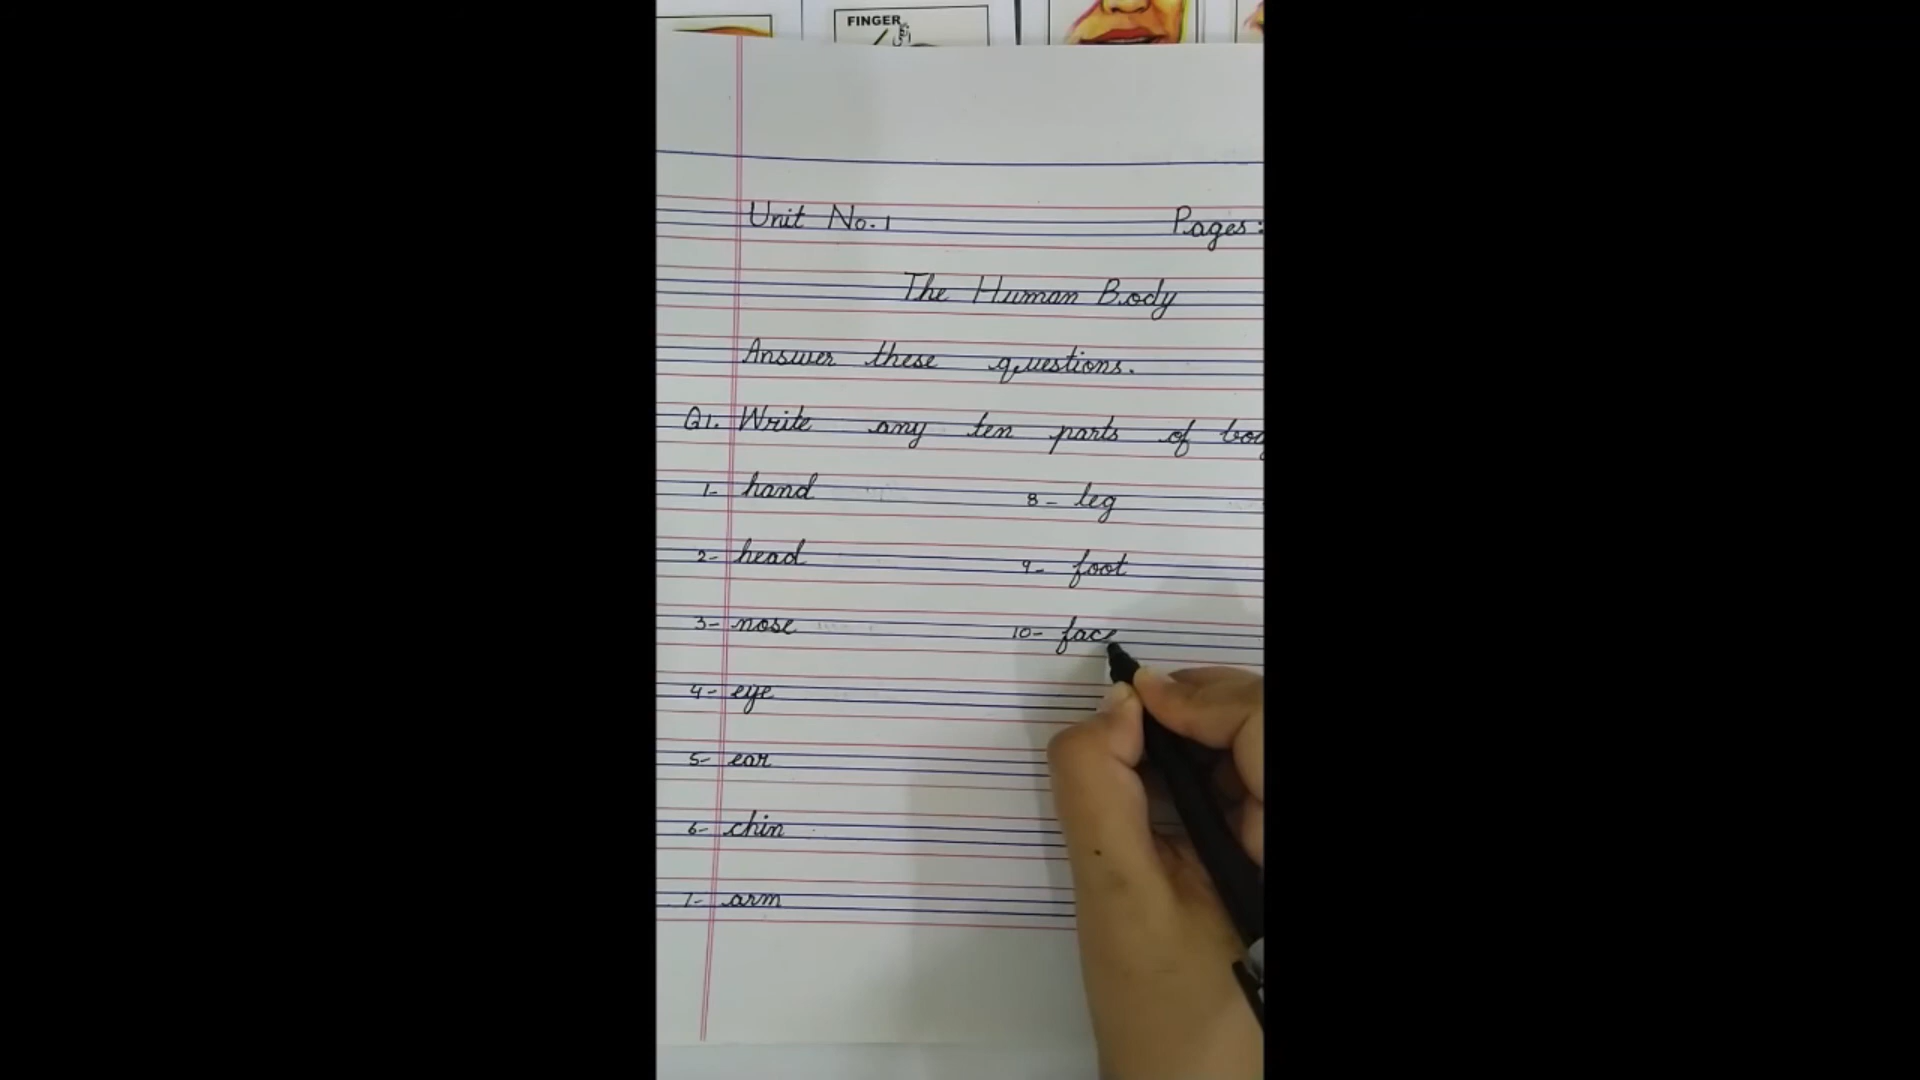 FINGER
Unit No. 1 Pages:
The Human Body
Answer these questions.
Q1. Write any ten parts of
1- hand 8- leg
2- head 9- foot
3- nose 10- face
4- eye
5- ear
6- chin
7- arm